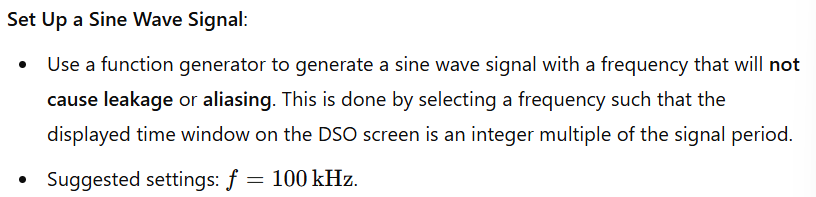 Set Up a Sine Wave Signal:
• Use a function generator to generate a sine wave signal with a frequency that will not
cause leakage or aliasing. This is done by selecting a frequency such that the
displayed time window on the DSO screen is an integer multiple of the signal period.
• Suggested settings: f = 100 kHz.